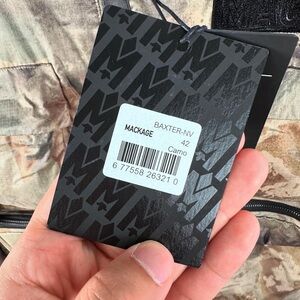 MACKAGE
BAXTER-NV
42
Camo
6 77558 26321 0